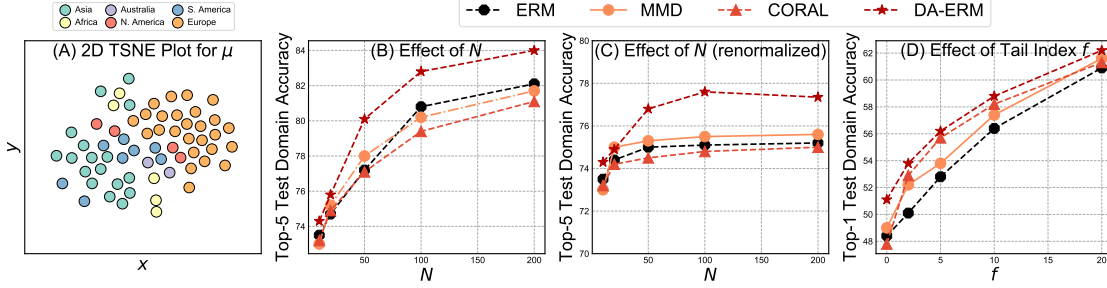 Asia Australia S. America
Africa N. America Europe
ERM MMD CORAL DA-ERM
(A) 2D TSNE Plot for μ
y
x
(B) Effect of N
Top-5 Test Domain Accuracy
84
82
80
78
76
74
50 100 150 200
N
(C) Effect of N (renormalized)
Top-5 Test Domain Accuracy
80
78
76
74
72
70
50 100 150 200
N
(D) Effect of Tail Index f
Top-1 Test Domain Accuracy
62
60
58
56
54
52
50
48
0 5 10 15 20
f